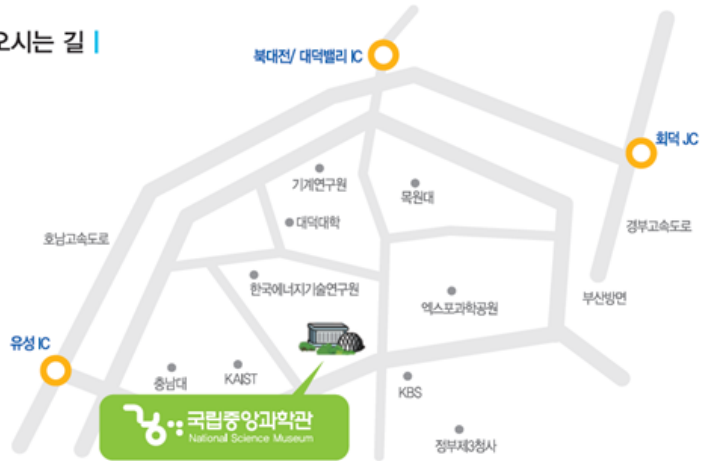 오시는 길
북대전/ 대덕밸리 IC
회덕 JC
기계연구원
목원대
대덕대학
경부고속도로
호남고속도로
한국에너지기술연구원
엑스포과학공원
부산방면
유성 IC
충남대
KAIST
KBS
국립중앙과학관
National Science Museum
정부제3청사